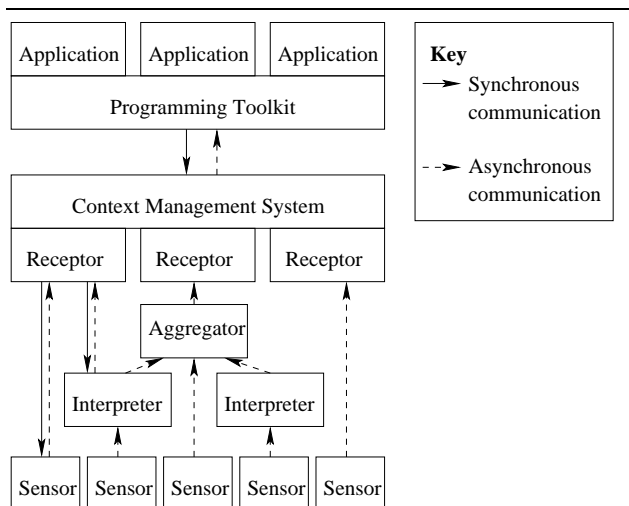 Application Application Application
Programming Toolkit
Context Management System
Receptor Receptor Receptor
Aggregator
Interpreter Interpreter
Sensor Sensor Sensor Sensor Sensor
Key
Synchronous
communication
Asynchronous
communication